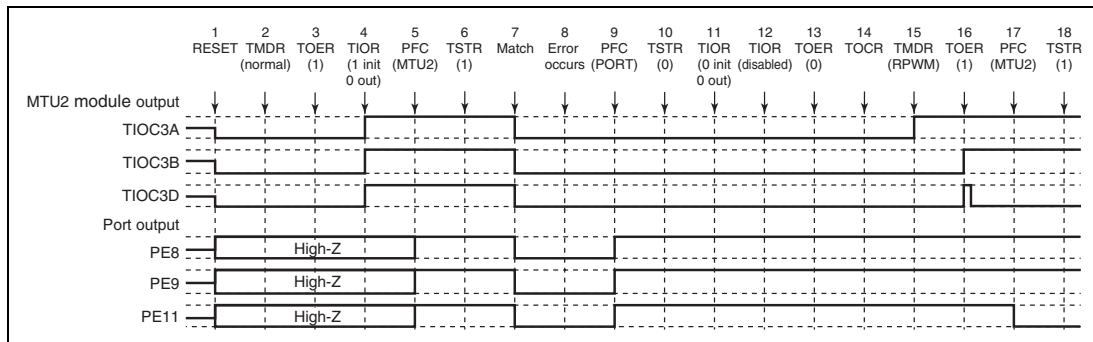 1 2 3 4 5 6 7 8 9 10 11 12 13 14 15 16 17 18
RESET TMDR TOER TIOR PFC TSTR Match Error PFC TSTR TIOR TIOR TOER TOCR TMDR TOER PFC TSTR
(normal) (1) (1 init (MTU2) (1) occurs (PORT) (0) (0 init (disabled) (0) (RPWM) (1) (MTU2) (1)
0 out) 0 out)
MTU2 module output
TIOC3A
TIOC3B
TIOC3D
Port output
PE8 High-Z
PE9 High-Z
PE11 High-Z